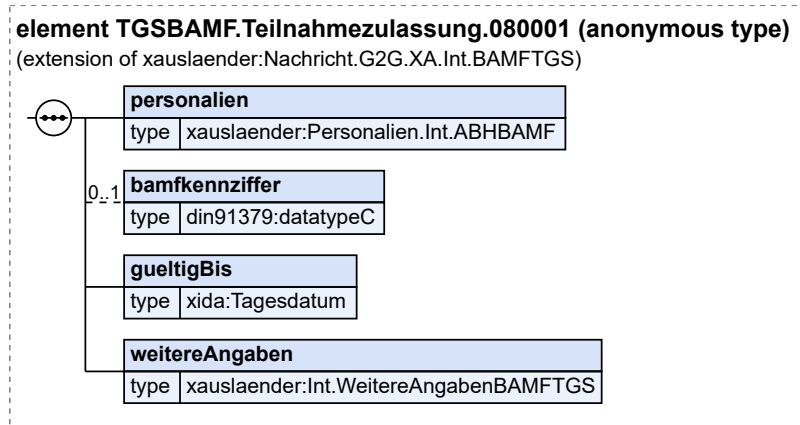 element TGSBAMF.Teilnahmezulassung.080001 (anonymous type)
(extension of xauslaender:Nachricht.G2G.XA.Int.BAMFTGS)
personalien
type xauslaender:Personalien.Int.ABHBAMF
0..1
bamfkennziffer
type din91379:datatypeC
gueltigBis
type xida:Tagesdatum
weitereAngaben
type xauslaender:Int.WeitereAngabenBAMFTGS